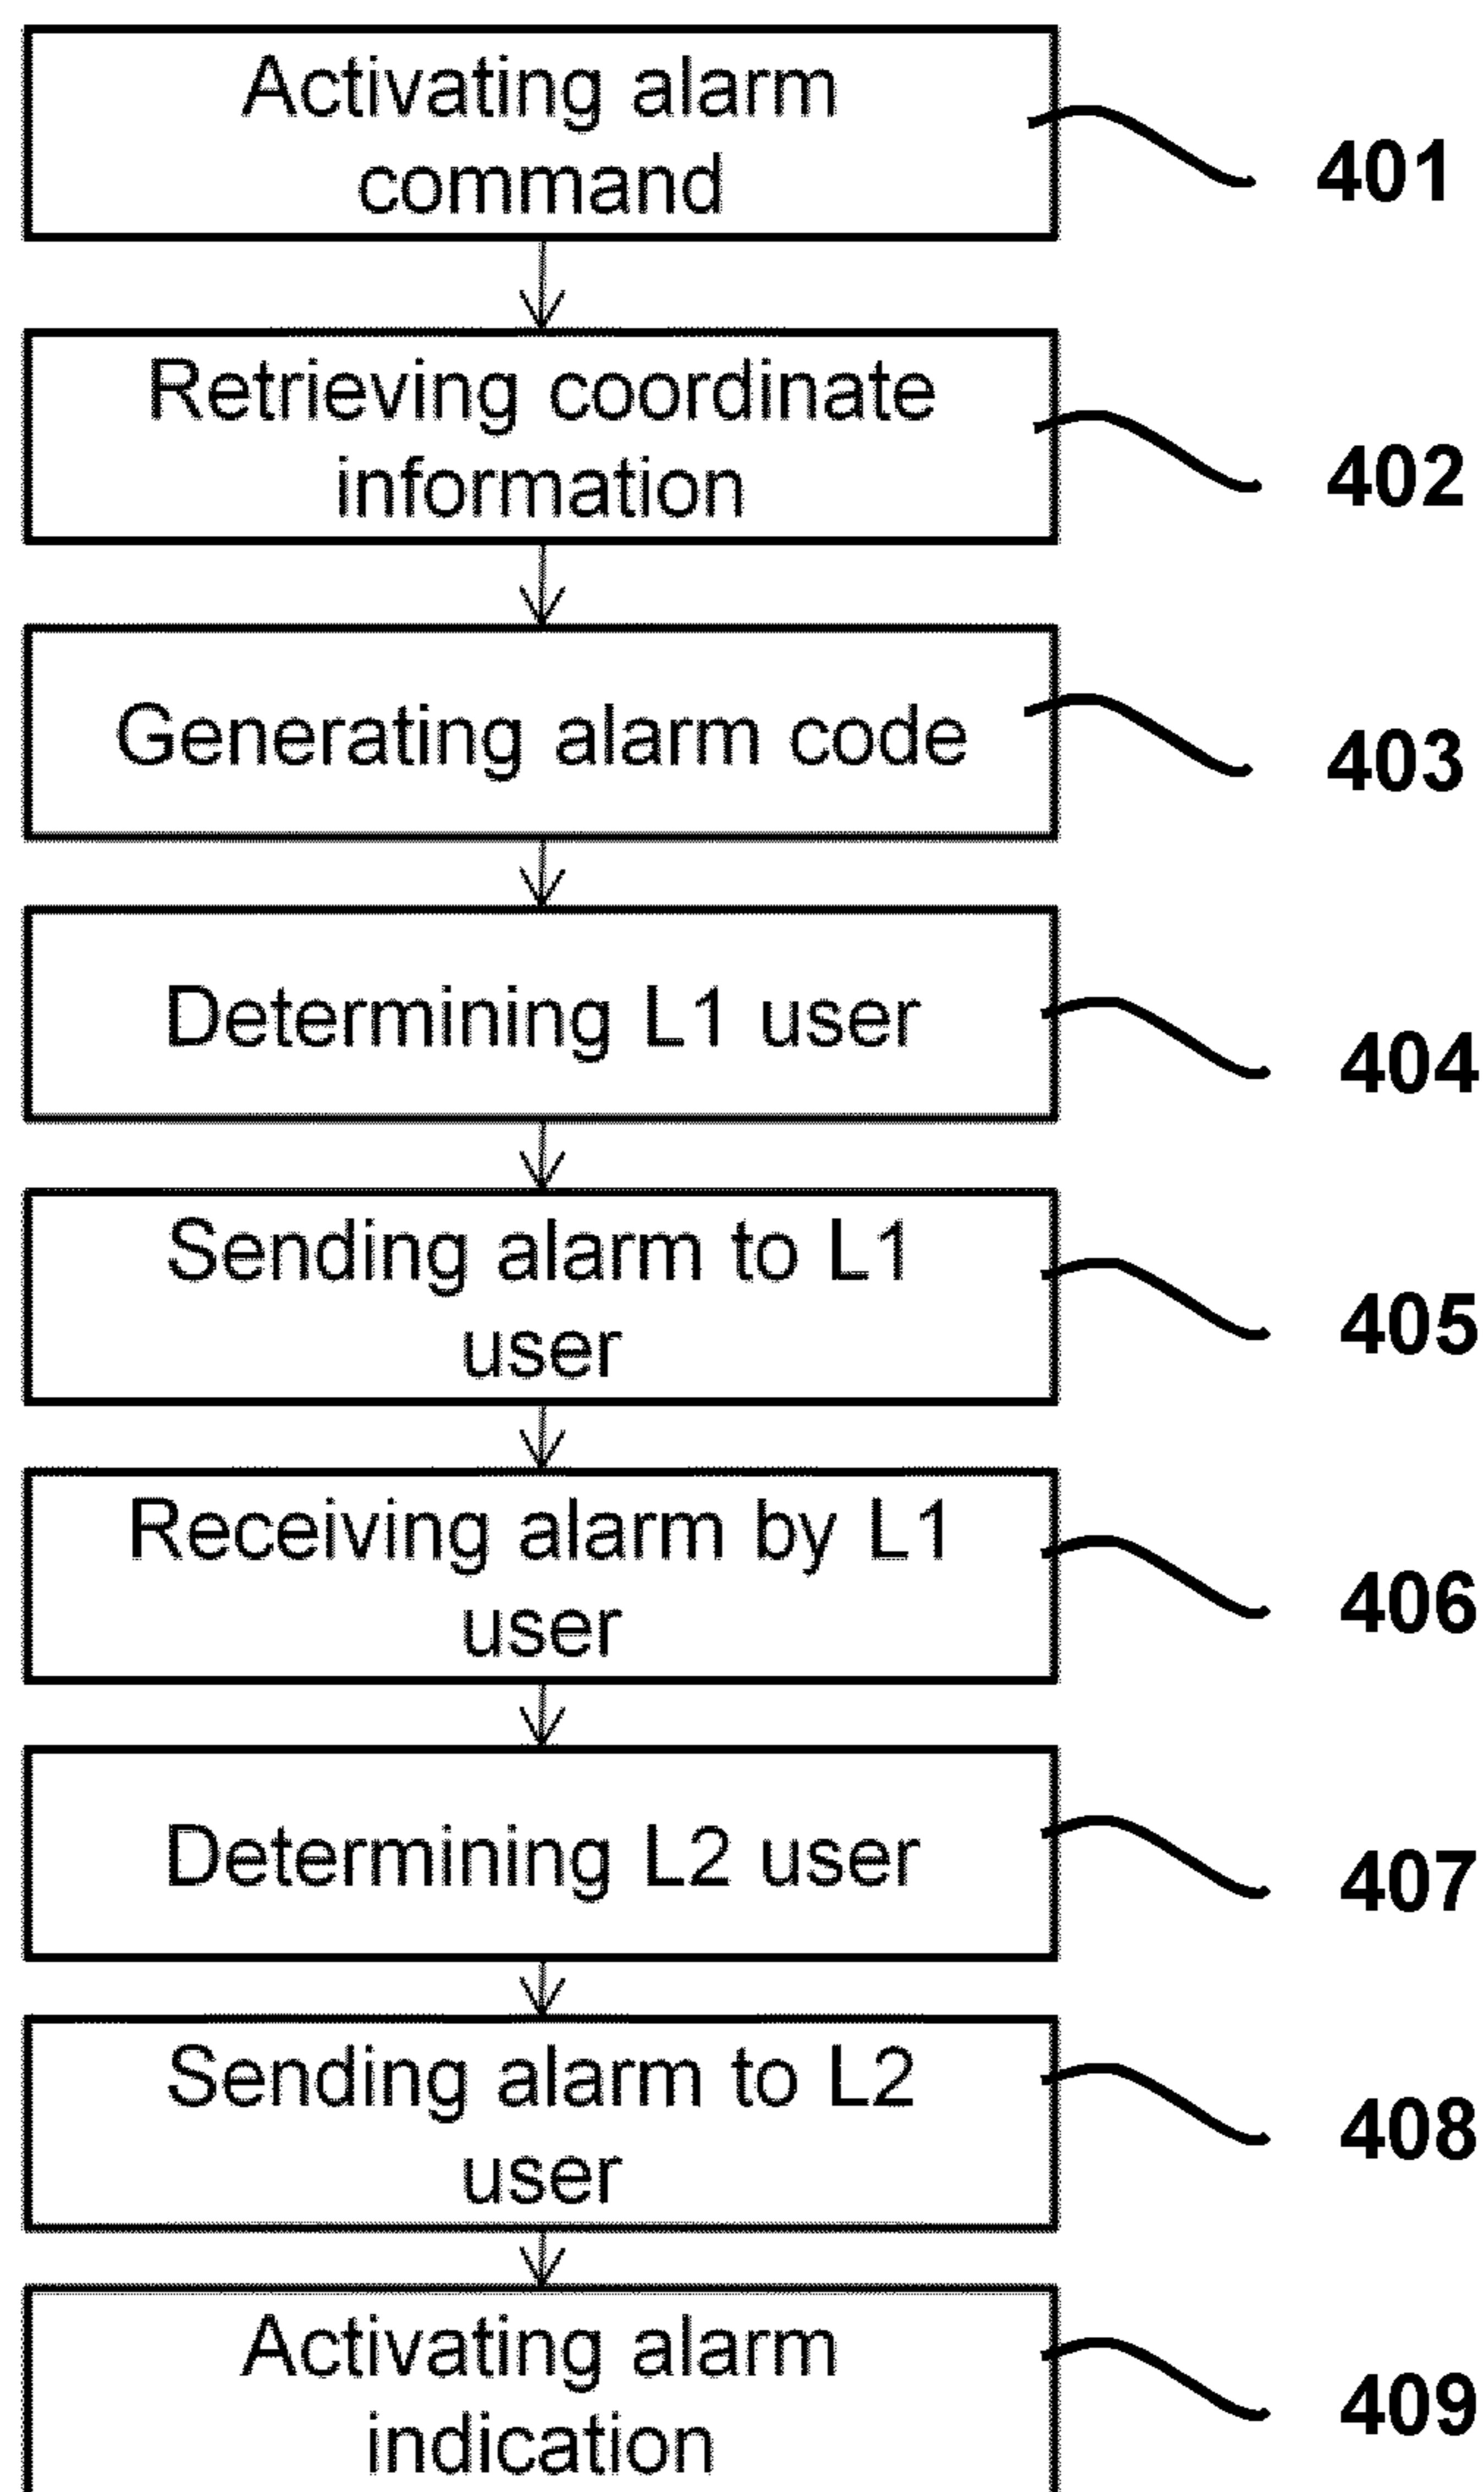 Activating alarm
command
401
Retrieving coordinate
information
402
Generating alarm code
403
Determining L1 user
404
Sending alarm to L1
user
405
Receiving alarm by L1
user
406
Determining L2 user
407
Sending alarm to L2
user
408
Activating alarm
indication
409